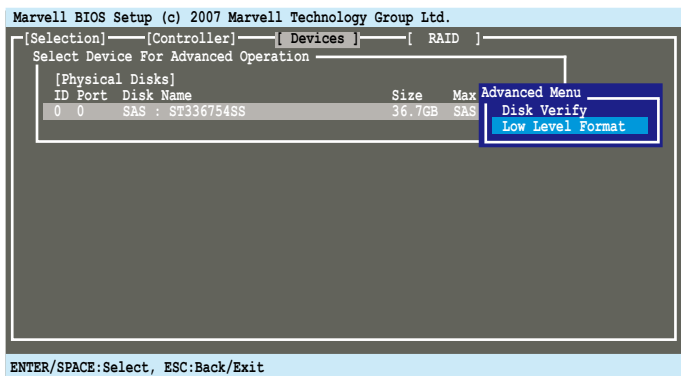 Marvell BIOS Setup (c) 2007 Marvell Technology Group Ltd.
[Selection] [Controller] [ Devices ] [ RAID ]
Select Device For Advanced Operation
[Physical Disks]
ID Port Disk Name Size Max
0 0 SAS : ST336754SS 36.7GB SAS
Advanced Menu
Disk Verify
Low Level Format
ENTER/SPACE:Select, ESC:Back/Exit